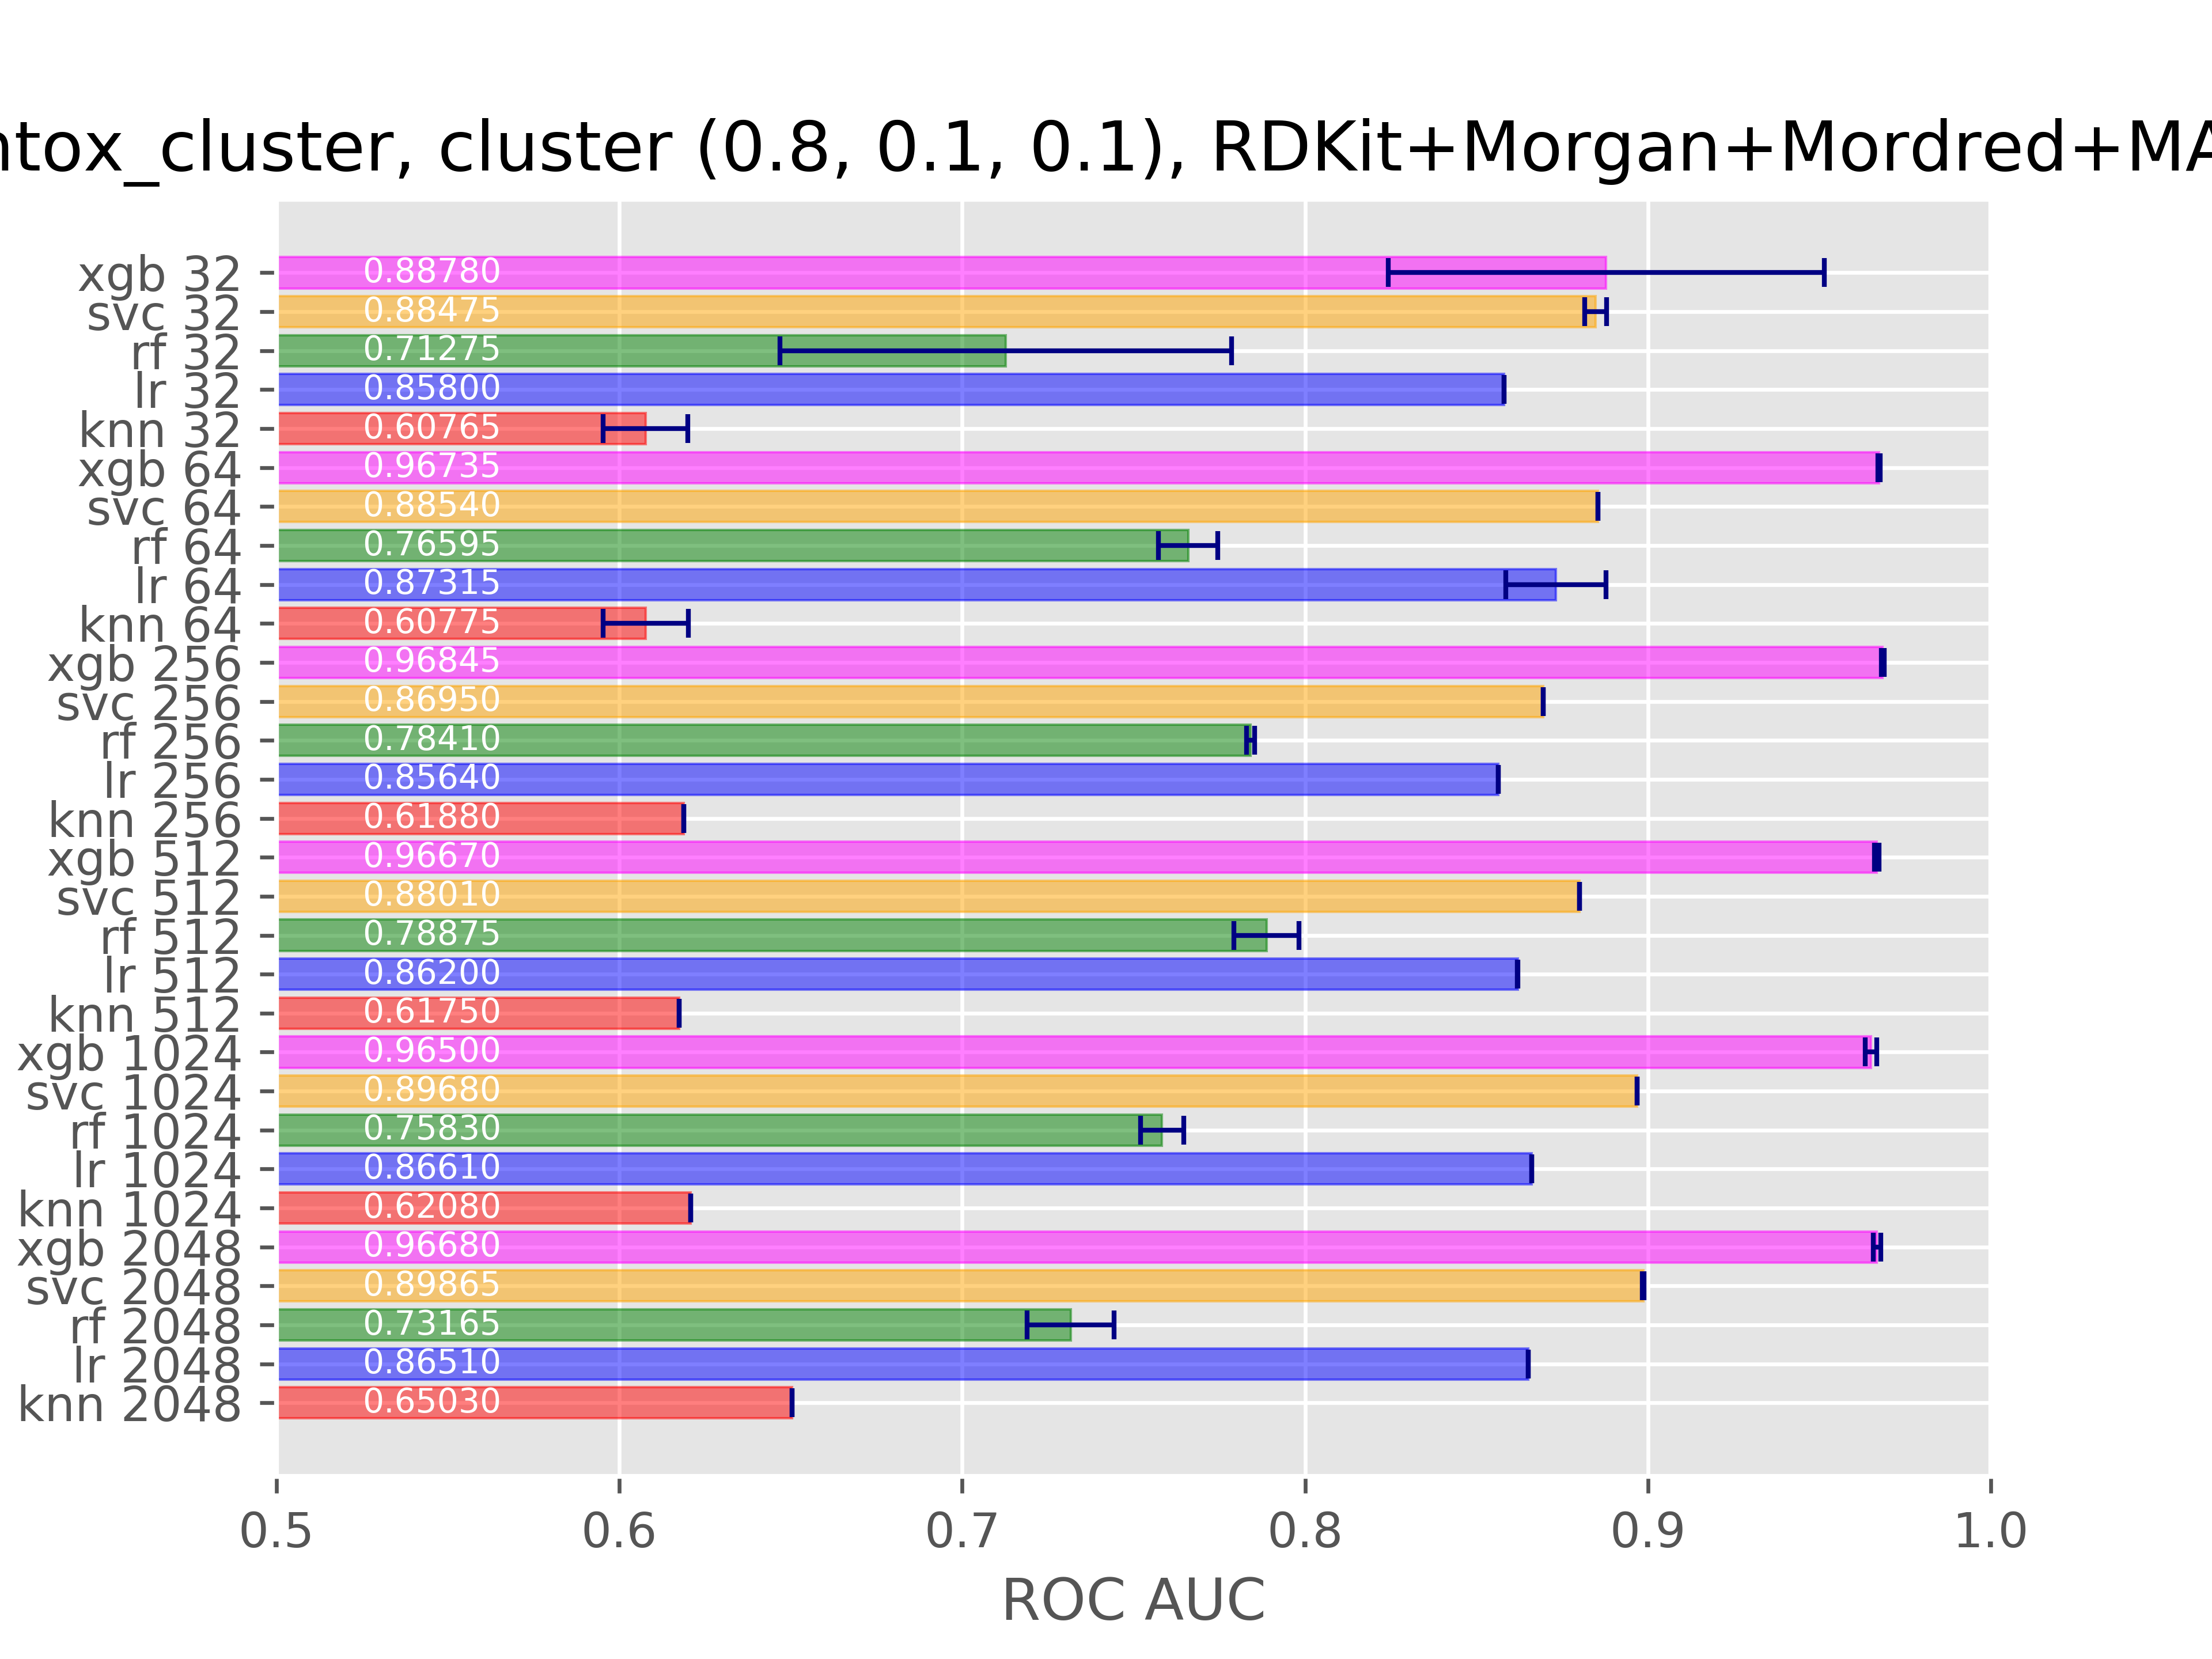 ntox_cluster, cluster (0.8, 0.1, 0.1), RDKit+Morgan+Mordred+MA
xgb 32 0.88780
svc 32 0.88475
rf 32 0.71275
lr 32 0.85800
knn 32 0.60765
xgb 64 0.96735
svc 64 0.88540
rf 64 0.76595
lr 64 0.87315
knn 64 0.60775
xgb 256 0.96845
svc 256 0.86950
rf 256 0.78410
lr 256 0.85640
knn 256 0.61880
xgb 512 0.96670
svc 512 0.88010
rf 512 0.78875
lr 512 0.86200
knn 512 0.61750
xgb 1024 0.96500
svc 1024 0.89680
rf 1024 0.75830
lr 1024 0.86610
knn 1024 0.62080
xgb 2048 0.96680
svc 2048 0.89865
rf 2048 0.73165
lr 2048 0.86510
knn 2048 0.65030
0.5 0.6 0.7 0.8 0.9 1.0
ROC AUC